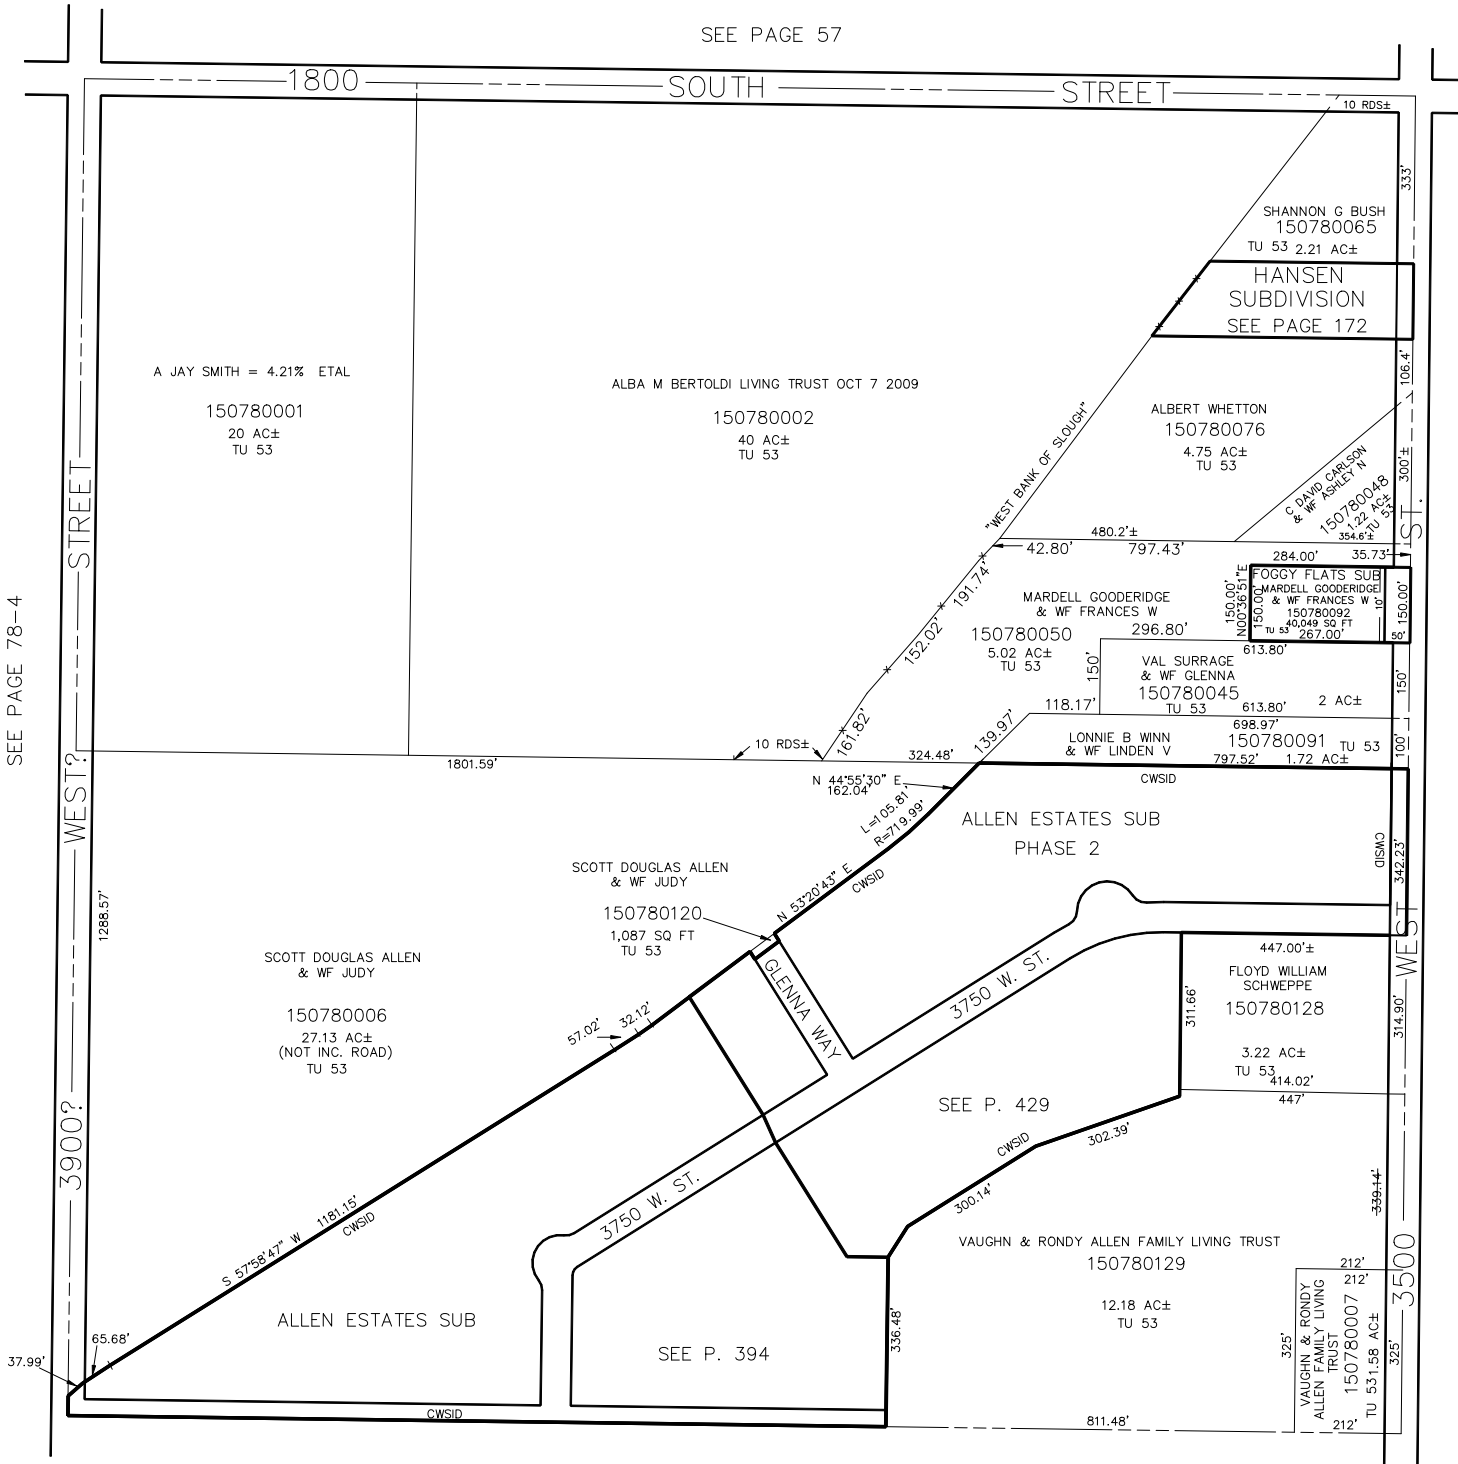 SEE PAGE 57
1800 SOUTH STREET
10 RDS±
333'
SHANNON G BUSH
150780065
TU 53 2.21 AC±
HANSEN
SUBDIVISION
SEE PAGE 172
106.4'
A JAY SMITH = 4.21% ETAL
150780001
20 AC±
TU 53
ALBA M BERTOLDI LIVING TRUST OCT 7 2009
150780002
40 AC±
TU 53
"WEST BANK OF SLOUGH"
ALBERT WHETTON
150780076
4.75 AC±
TU 53
C DAVID CARLSON
& WF ASHLEY N
150780048
1.22 AC±
TU 53
300'±
354.6'±
480.2'±
42.80' 797.43'
284.00' 35.73'
191.74'
152.02'
161.82'
MARDELL GOODERIDGE
& WF FRANCES W
150780050
5.02 AC±
TU 53
N00°36'51"E
150.00'
150.00'
FOGGY FLATS SUB
MARDELL GOODERIDGE
& WF FRANCES W
150780092
40,049 SQ FT
TU 53 267.00'
10'
150.00'
50'
296.80'
613.80'
150'
VAL SURRAGE
& WF GLENNA
150780045
TU 53 613.80' 2 AC±
150'
118.17'
698.97'
139.97'
LONNIE B WINN
& WF LINDEN V
150780091 TU 53
797.52' 1.72 AC±
100'
SEE PAGE 78-4
3900? WEST? STREET
1801.59'
10 RDS±
324.48'
N 44°55'30" E
162.04'
L=105.81'
R=719.99'
N 53°20'43" E
CWSID
CWSID
ALLEN ESTATES SUB
PHASE 2
CWSID
342.23'
SCOTT DOUGLAS ALLEN
& WF JUDY
150780120
1,087 SQ FT
TU 53
1288.57'
SCOTT DOUGLAS ALLEN
& WF JUDY
150780006
27.13 AC±
(NOT INC. ROAD)
TU 53
57.02'
32.12'
GLENNA WAY
3750 W. ST.
447.00'±
FLOYD WILLIAM
SCHWEPPE
150780128
3.22 AC±
TU 53
414.02'
447'
311.66'
314.90'
SEE P. 429
CWSID
302.39'
300.14'
339.14'
S 57°58'47" W
1181.15'
CWSID
3750 W. ST.
VAUGHN & RONDY ALLEN FAMILY LIVING TRUST
150780129
12.18 AC±
TU 53
212'
212'
325'
VAUGHN & RONDY
ALLEN FAMILY LIVING
TRUST
150780007
TU 53 1.58 AC±
325'
212'
3500 WEST ST.
ALLEN ESTATES SUB
SEE P. 394
336.48'
65.68'
37.99'
CWSID
811.48'